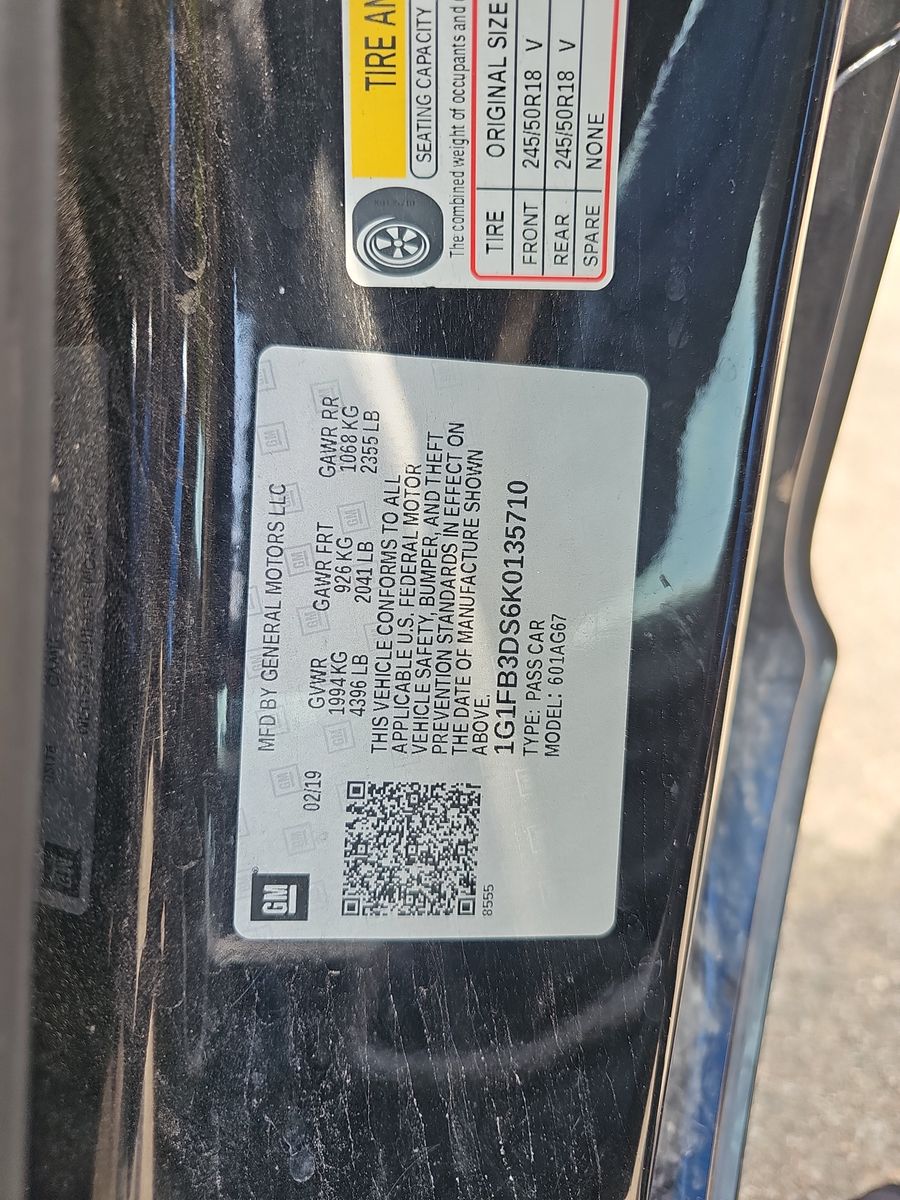 GM
MFD BY GENERAL MOTORS LLC
02/19
GVWR GAWR FRT GAWR RR
1994 KG 926 KG 1068 KG
4396 LB 2041 LB 2355 LB
THIS VEHICLE CONFORMS TO ALL
APPLICABLE U.S. FEDERAL MOTOR
VEHICLE SAFETY, BUMPER, AND THEFT
PREVENTION STANDARDS IN EFFECT ON
THE DATE OF MANUFACTURE SHOWN
ABOVE.
8555
1G1FB3DS6K0135710
TYPE: PASS CAR
MODEL: 601AG67
TIRE AN
SEATING CAPACITY
The combined weight of occupants and
TIRE ORIGINAL SIZE
FRONT 245/50R18 V
REAR 245/50R18 V
SPARE NONE
GM